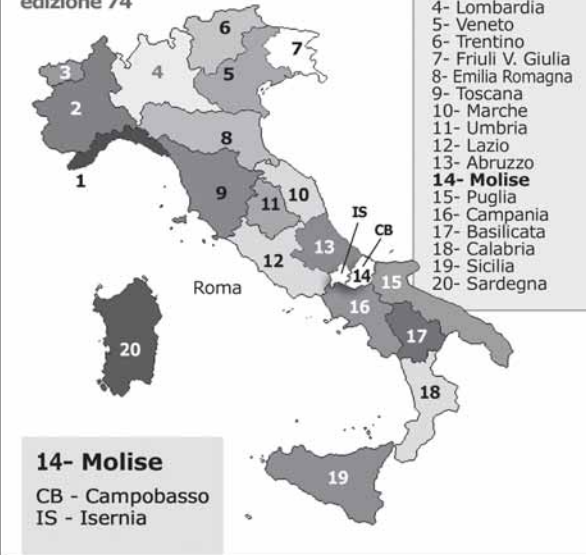 edizione 74
4- Lombardia
5- Veneto
6- Trentino
7- Friuli V. Giulia
8- Emilia Romagna
9- Toscana
10- Marche
11- Umbria
12- Lazio
13- Abruzzo
14- Molise
15- Puglia
16- Campania
17- Basilicata
18- Calabria
19- Sicilia
20- Sardegna
6
7
3
4
5
2
8
1
9
10
11
IS
CB
13
12
14
15
Roma
16
17
20
18
19
14- Molise
CB - Campobasso
IS - Isernia